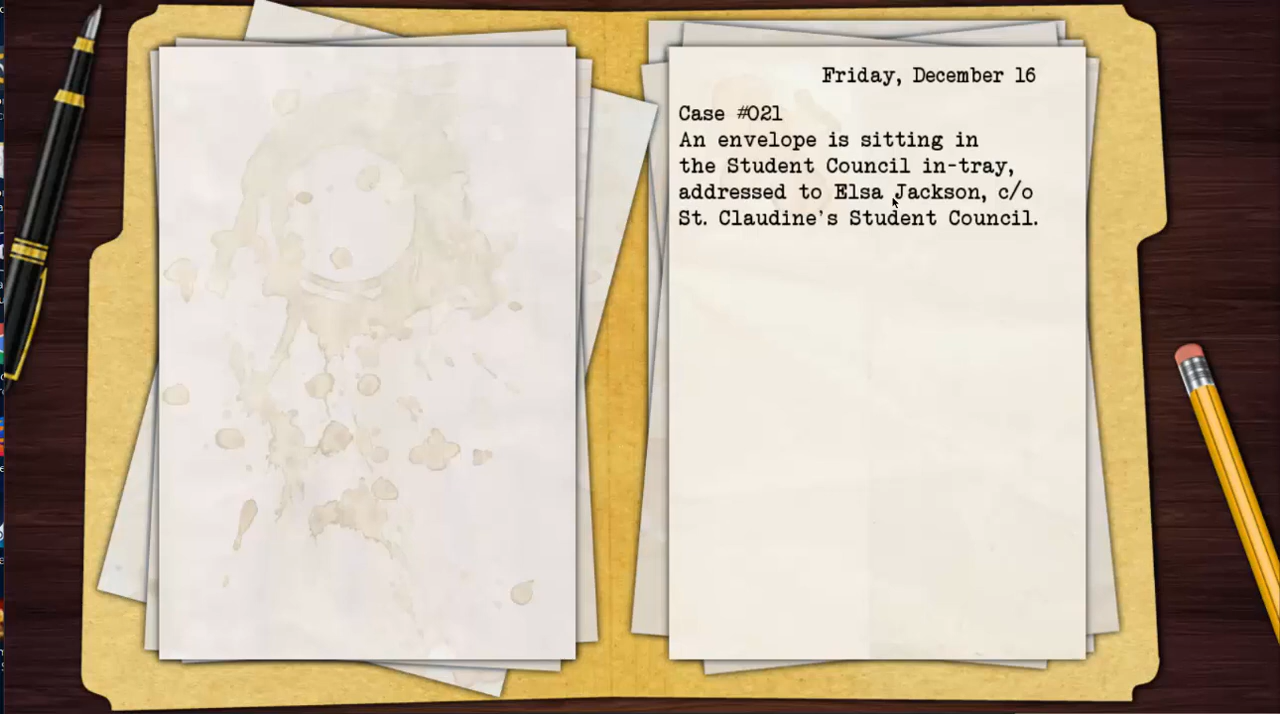 Friday, December 16
Case #021
An envelope is sitting in
the Student Council in-tray,
addressed to Elsa Jackson, c/o
St. Claudine's Student Council.